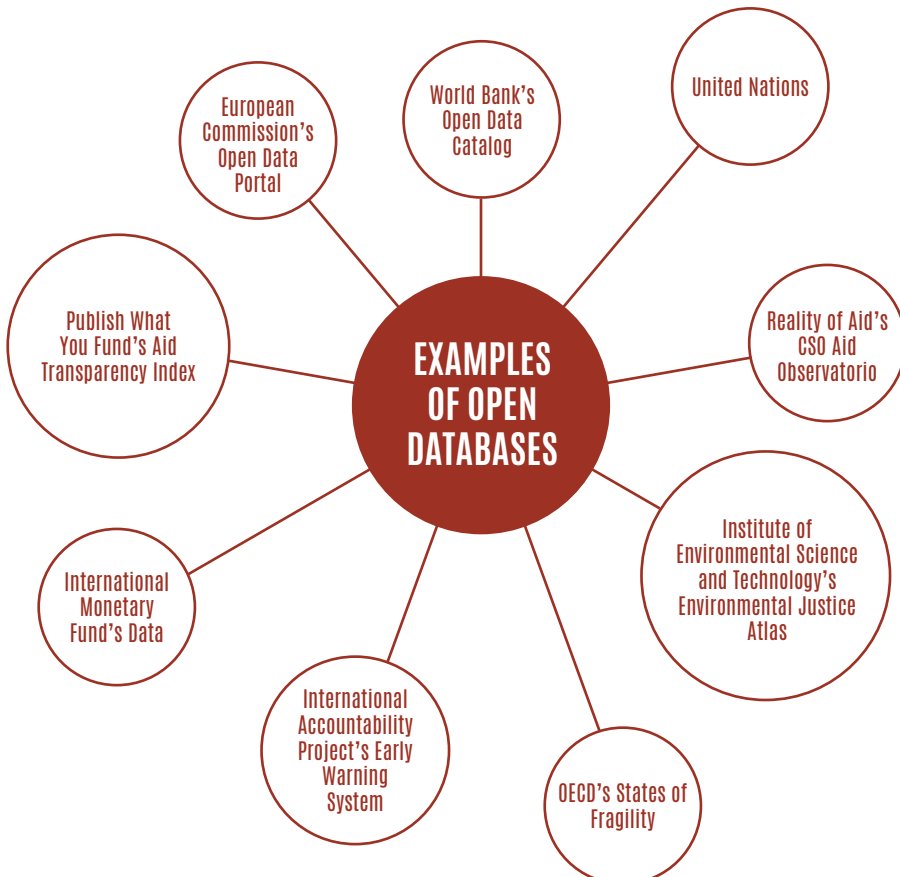 European
Commission's
Open Data
Portal
World Bank's
Open Data
Catalog
United Nations
Publish What
You Fund's Aid
Transparency Index
EXAMPLES
OF OPEN
DATABASES
Reality of Aid's
CSO Aid
Observatorio
International
Monetary
Fund's Data
Institute of
Environmental Science
and Technology's
Environmental Justice
Atlas
International
Accountability
Project's Early
Warning
System
OECD's States of
Fragility